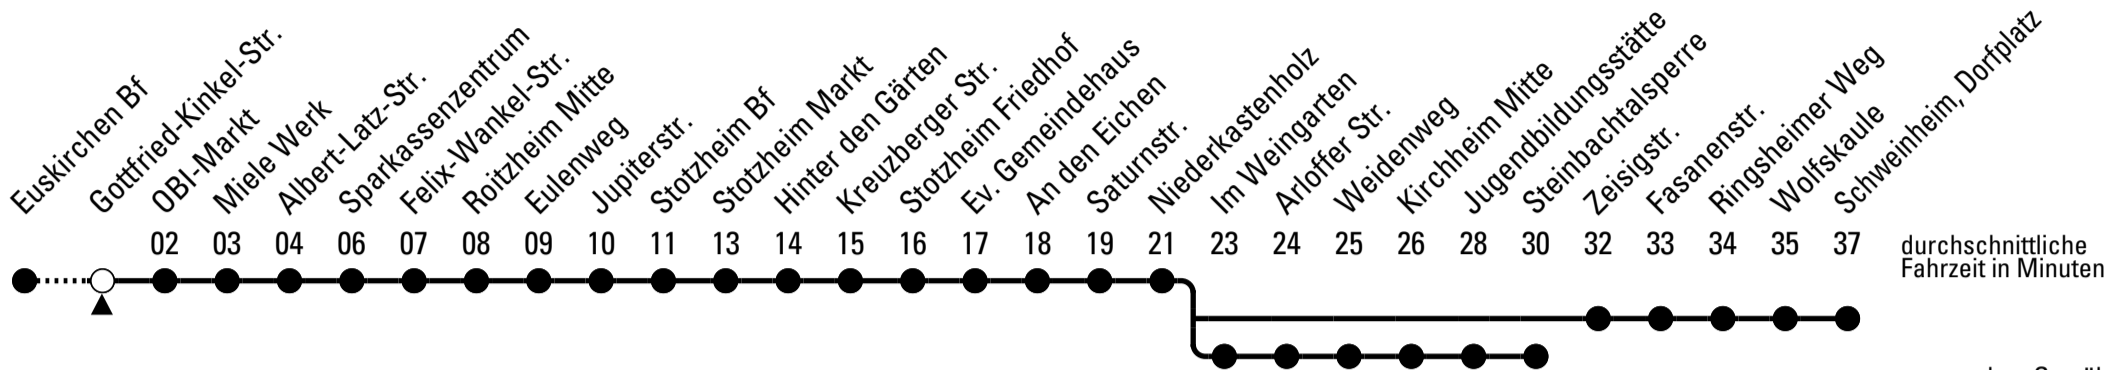 Euskirchen Bf
Gottfried-Kinkel-Str.
OBI-Markt
Miele Werk
Albert-Latz-Str.
Sparkassenzentrum
Felix-Wankel-Str.
Roitzheim Mitte
Eulenweg
Jupiterstr.
Stotzheim Bf
Stotzheim Markt
Hinter den Gärten
Kreuzberger Str.
Stotzheim Friedhof
Ev. Gemeindehaus
An den Eichen
Saturnstr.
Niederkastenholz
Im Weingarten
Arloffer Str.
Weidenweg
Kirchheim Mitte
Jugendbildungsstätte
Steinbachtalsperre
Zeisigstr.
Fasanenstr.
Ringsheimer Weg
Wolfskaule
Schweinheim, Dorfplatz
02 03 04 06 07 08 09 10 11 13 14 15 16 17 18 19 21 23 24 25 26 28 30 32 33 34 35 37
durchschnittliche
Fahrzeit in Minuten